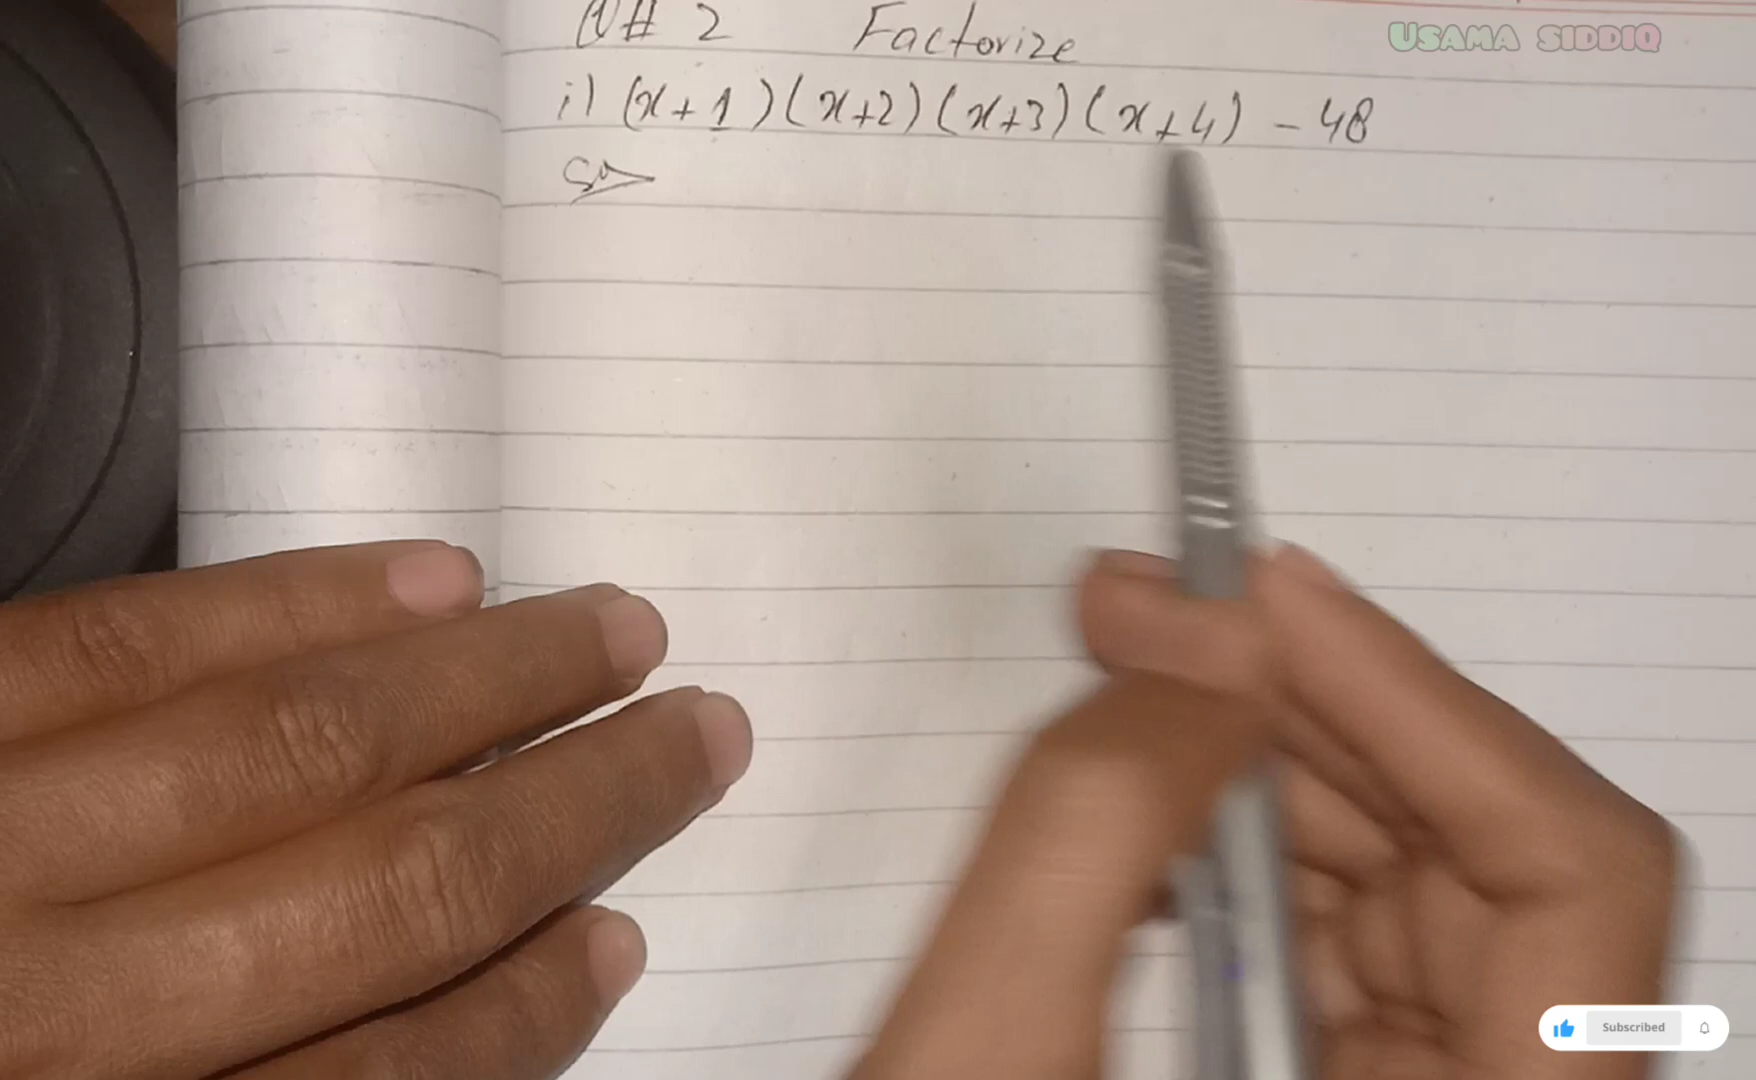 Q# 2 Factorize
USAMA SIDDIQ
i) (x+1)(x+2)(x+3)(x+4) - 48
Sol
Subscribed